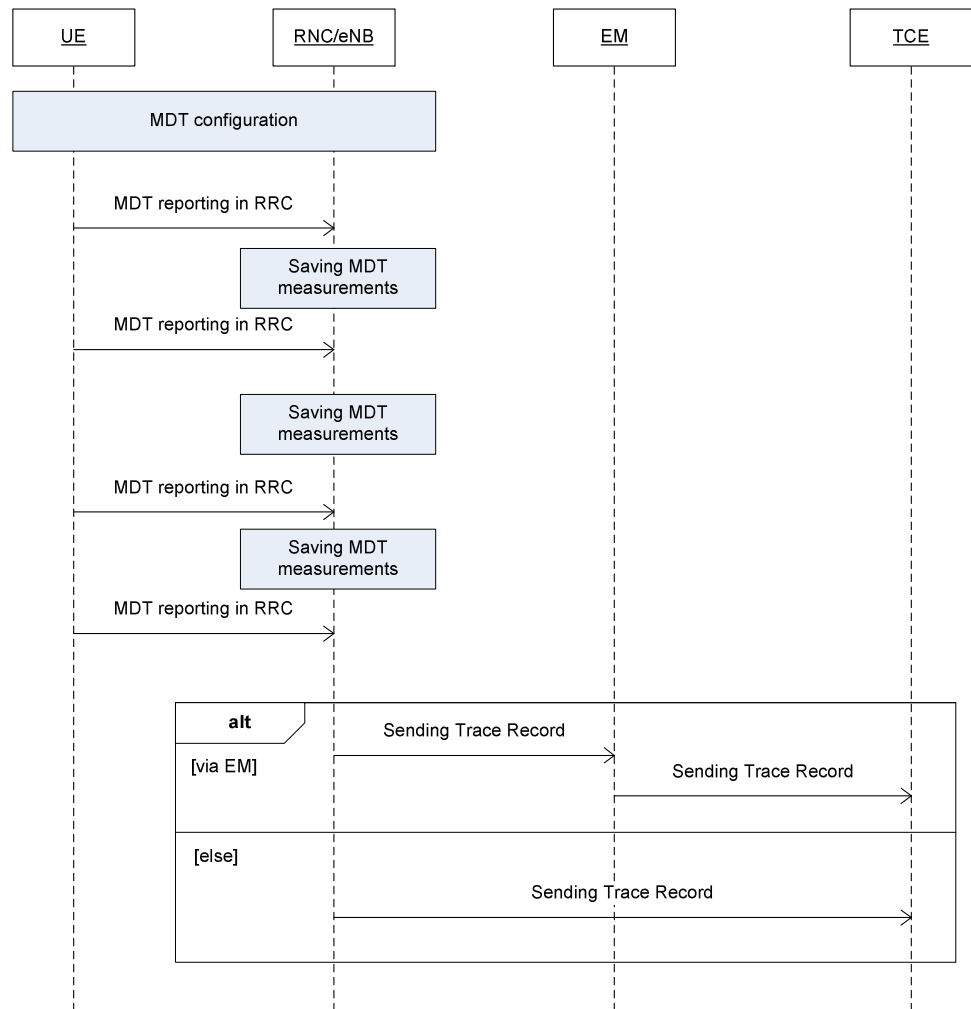 UE
RNC/eNB
EM
TCE
MDT configuration
MDT reporting in RRC
Saving MDT
measurements
MDT reporting in RRC
Saving MDT
measurements
MDT reporting in RRC
Saving MDT
measurements
MDT reporting in RRC
alt
Sending Trace Record
[via EM]
Sending Trace Record
[else]
Sending Trace Record